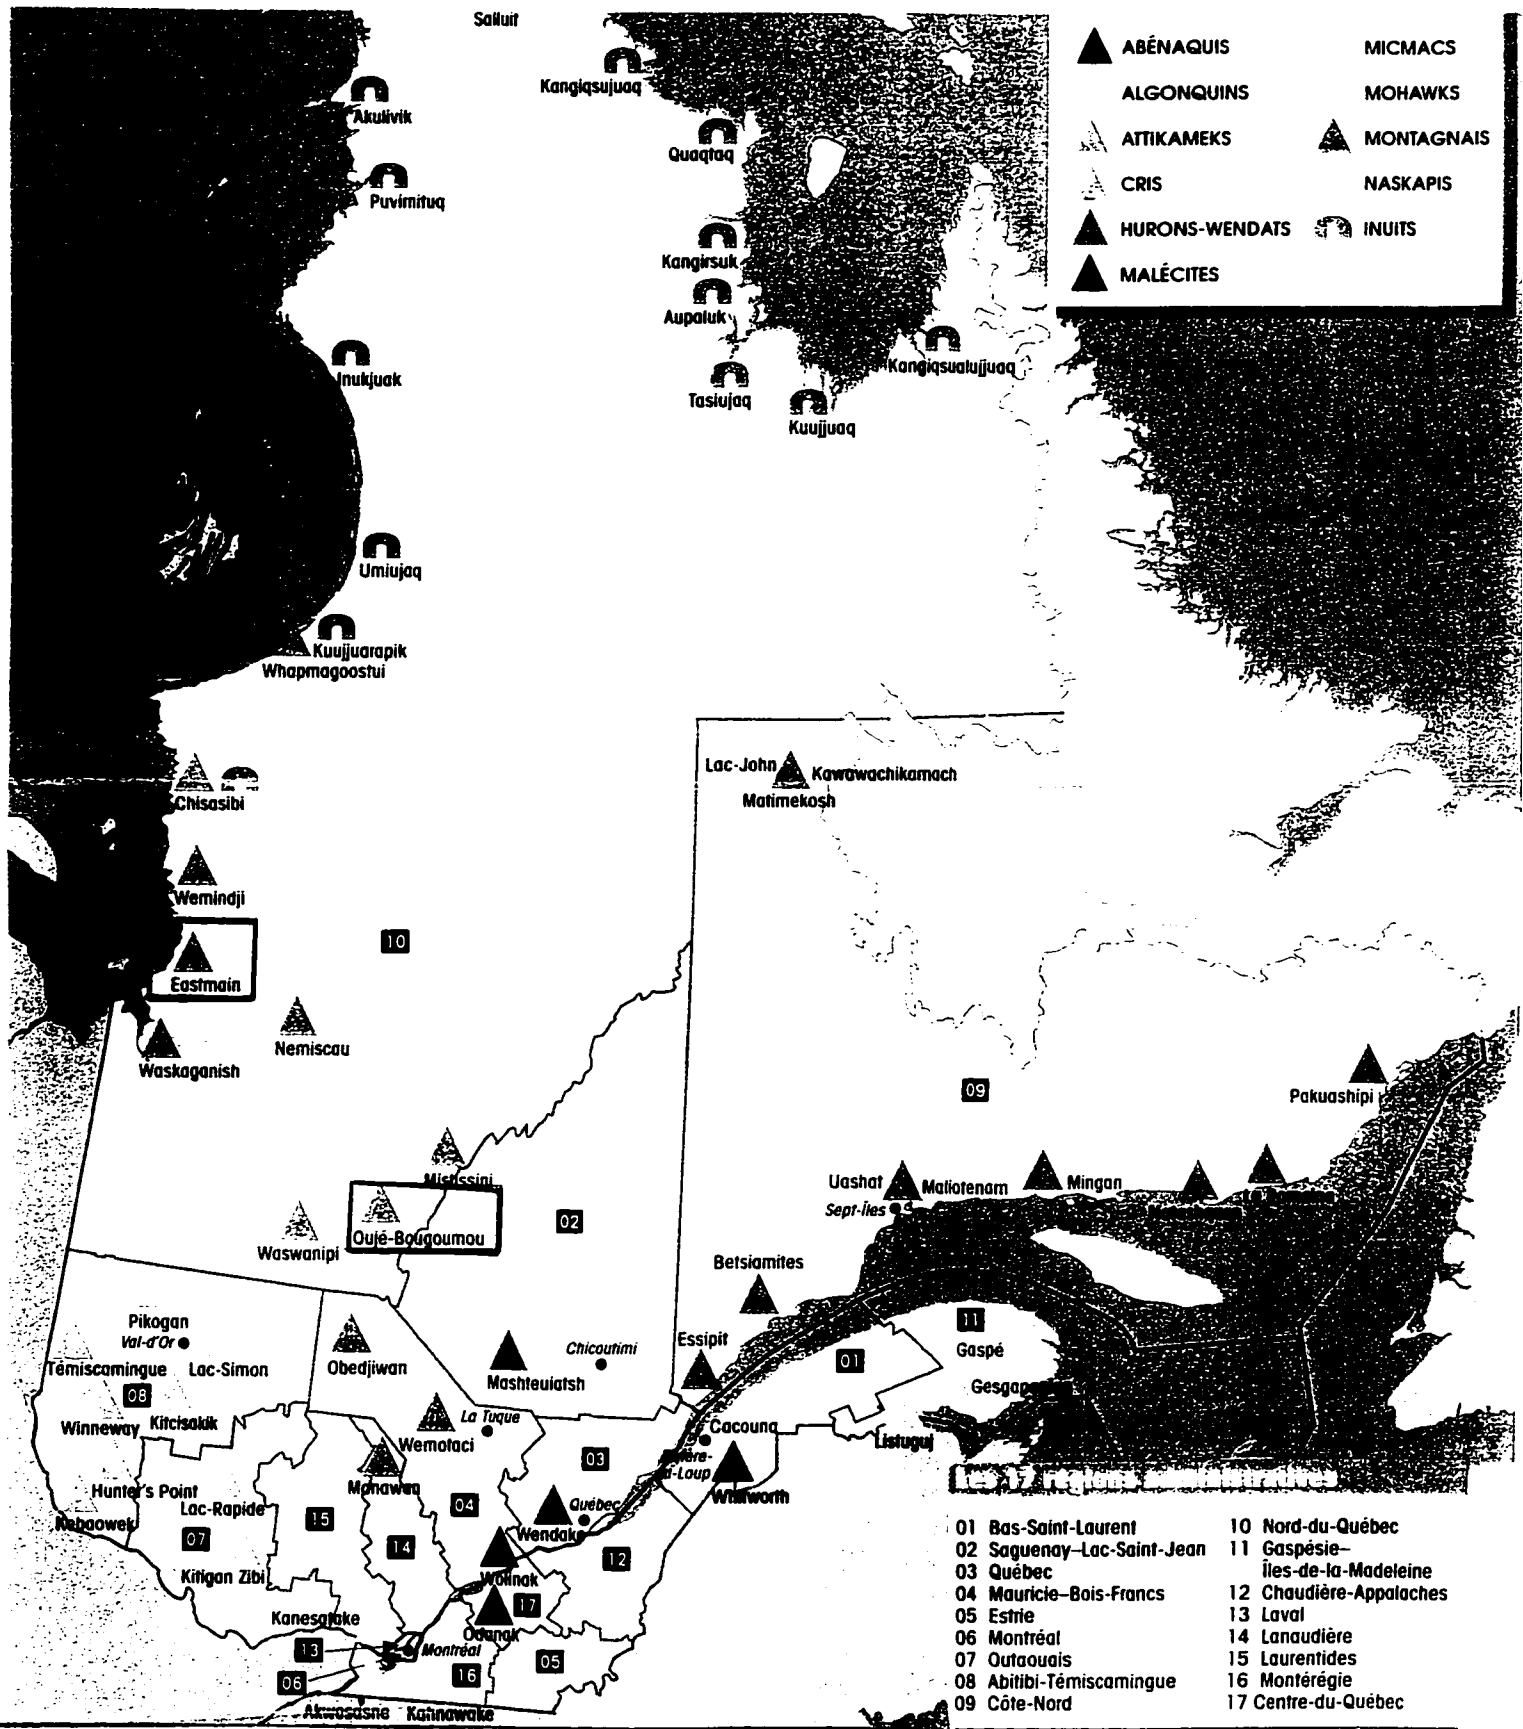 Salluit
Kangiqsujuaq
Akulivik
Quaqtaq
Puvirnituq
Kangirsuk
Aupaluk
Inukjuak
Kangiqsualujjuaq
Tasiujaq
Kuujjuaq
Umiujaq
Kuujjuarapik
Whapmagoostui
ABÉNAQUIS
ALGONQUINS
ATTIKAMEKS
CRIS
HURONS-WENDATS
MALÉCITES
MICMACS
MOHAWKS
MONTAGNAIS
NASKAPIS
INUITS
Lac-John
Kawawachikamach
Matimekosh
Chisasibi
Wemindji
10
Eastmain
Nemiscau
Waskaganish
09
Pakuashipi
Mistissini
Uashat
Maliotenam
Mingan
Sept-Îles
Oujé-Bougoumou
02
Waswanipi
Betsiamites
Pikogan
Val-d'Or
Témiscamingue
Lac-Simon
08
Obedjiwan
Chicoutimi
Mashteuiatsh
Essipit
11
Gaspé
01
Winneway
Kitcisakik
La Tuque
Wemotaci
Cacouna
Listuguj
03
Manawan
Whitworth
Hunter's Point
Lac-Rapide
04
Kebaowek
15
Québec
Wendake
07
14
12
Kitigan Zibi
Wôlinak
17
Odanak
Kanesatake
13
Montréal
05
16
06
Akwasasne
Kahnawake
Les 17 régions administratives
01 Bas-Saint-Laurent
02 Saguenay–Lac-Saint-Jean
03 Québec
04 Mauricie–Bois-Francs
05 Estrie
06 Montréal
07 Outaouais
08 Abitibi-Témiscamingue
09 Côte-Nord
10 Nord-du-Québec
11 Gaspésie–
Îles-de-la-Madeleine
12 Chaudière-Appalaches
13 Laval
14 Lanaudière
15 Laurentides
16 Montérégie
17 Centre-du-Québec